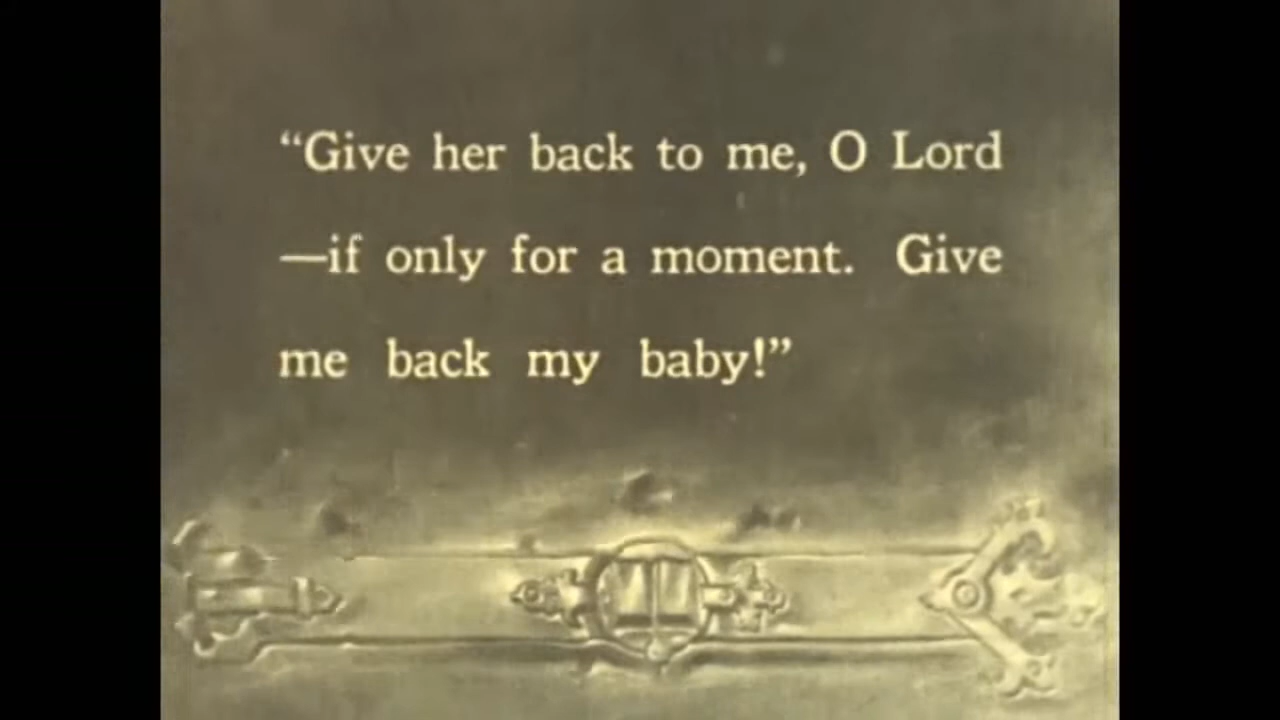 “Give her back to me, O Lord
—if only for a moment. Give
me back my baby!”